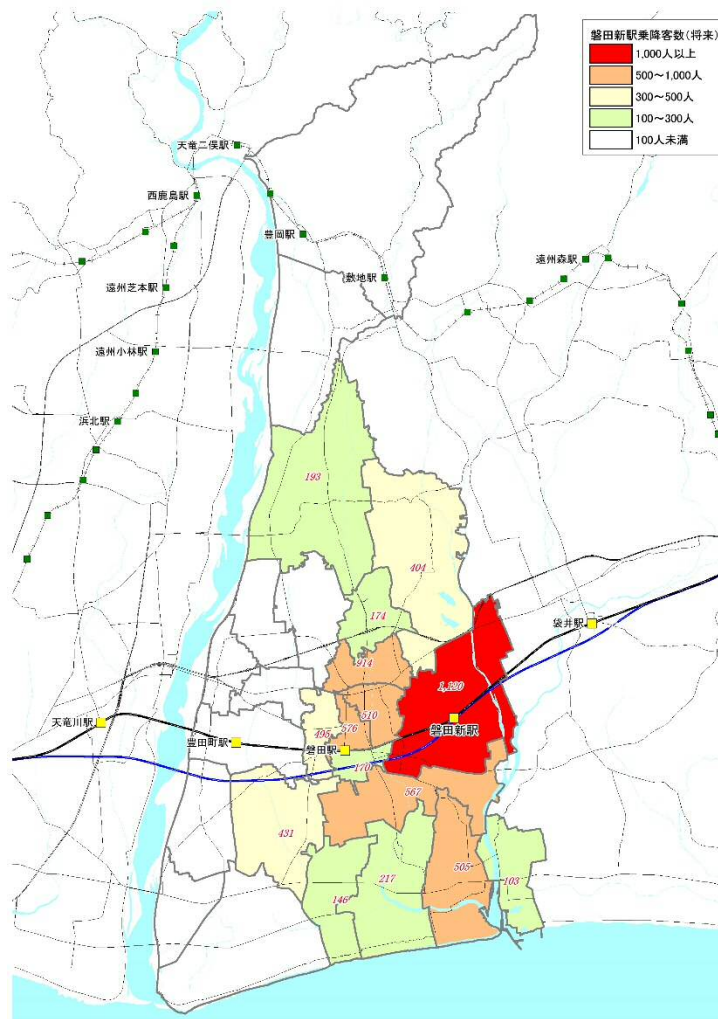 磐田新駅乗降客数(将来)
1,000人以上
500～1,000人
300～500人
100～300人
100人未満
天竜二俣駅
西鹿島駅
豊岡駅
敷地駅
遠州森駅
遠州芝本駅
遠州小林駅
浜北駅
193
404
174
袋井駅
914
1,120
510
576
495
磐田新駅
天竜川駅
豊田町駅
磐田駅
170
567
431
505
217
103
146